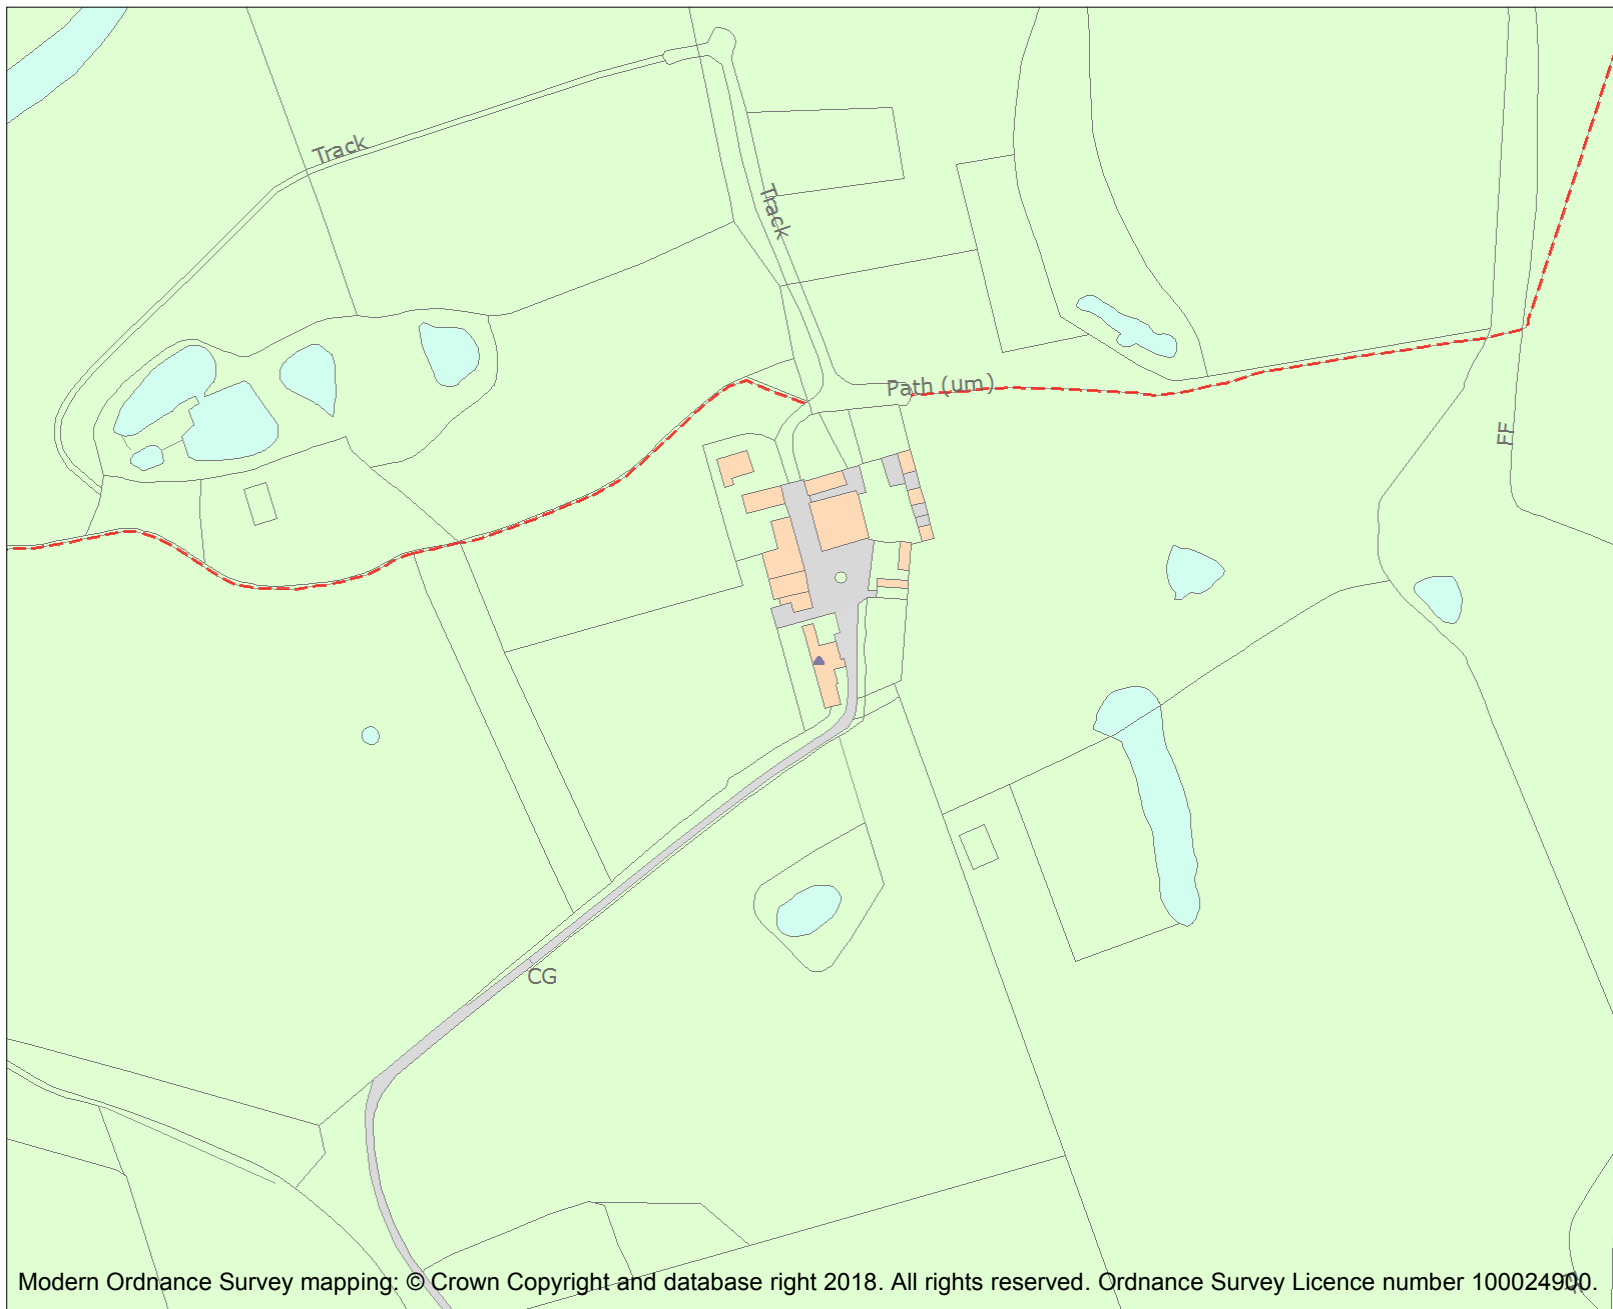 Track
Track
Path (um)
FF
CG
Modern Ordnance Survey mapping: © Crown Copyright and database right 2018. All rights reserved. Ordnance Survey Licence number 100024900.